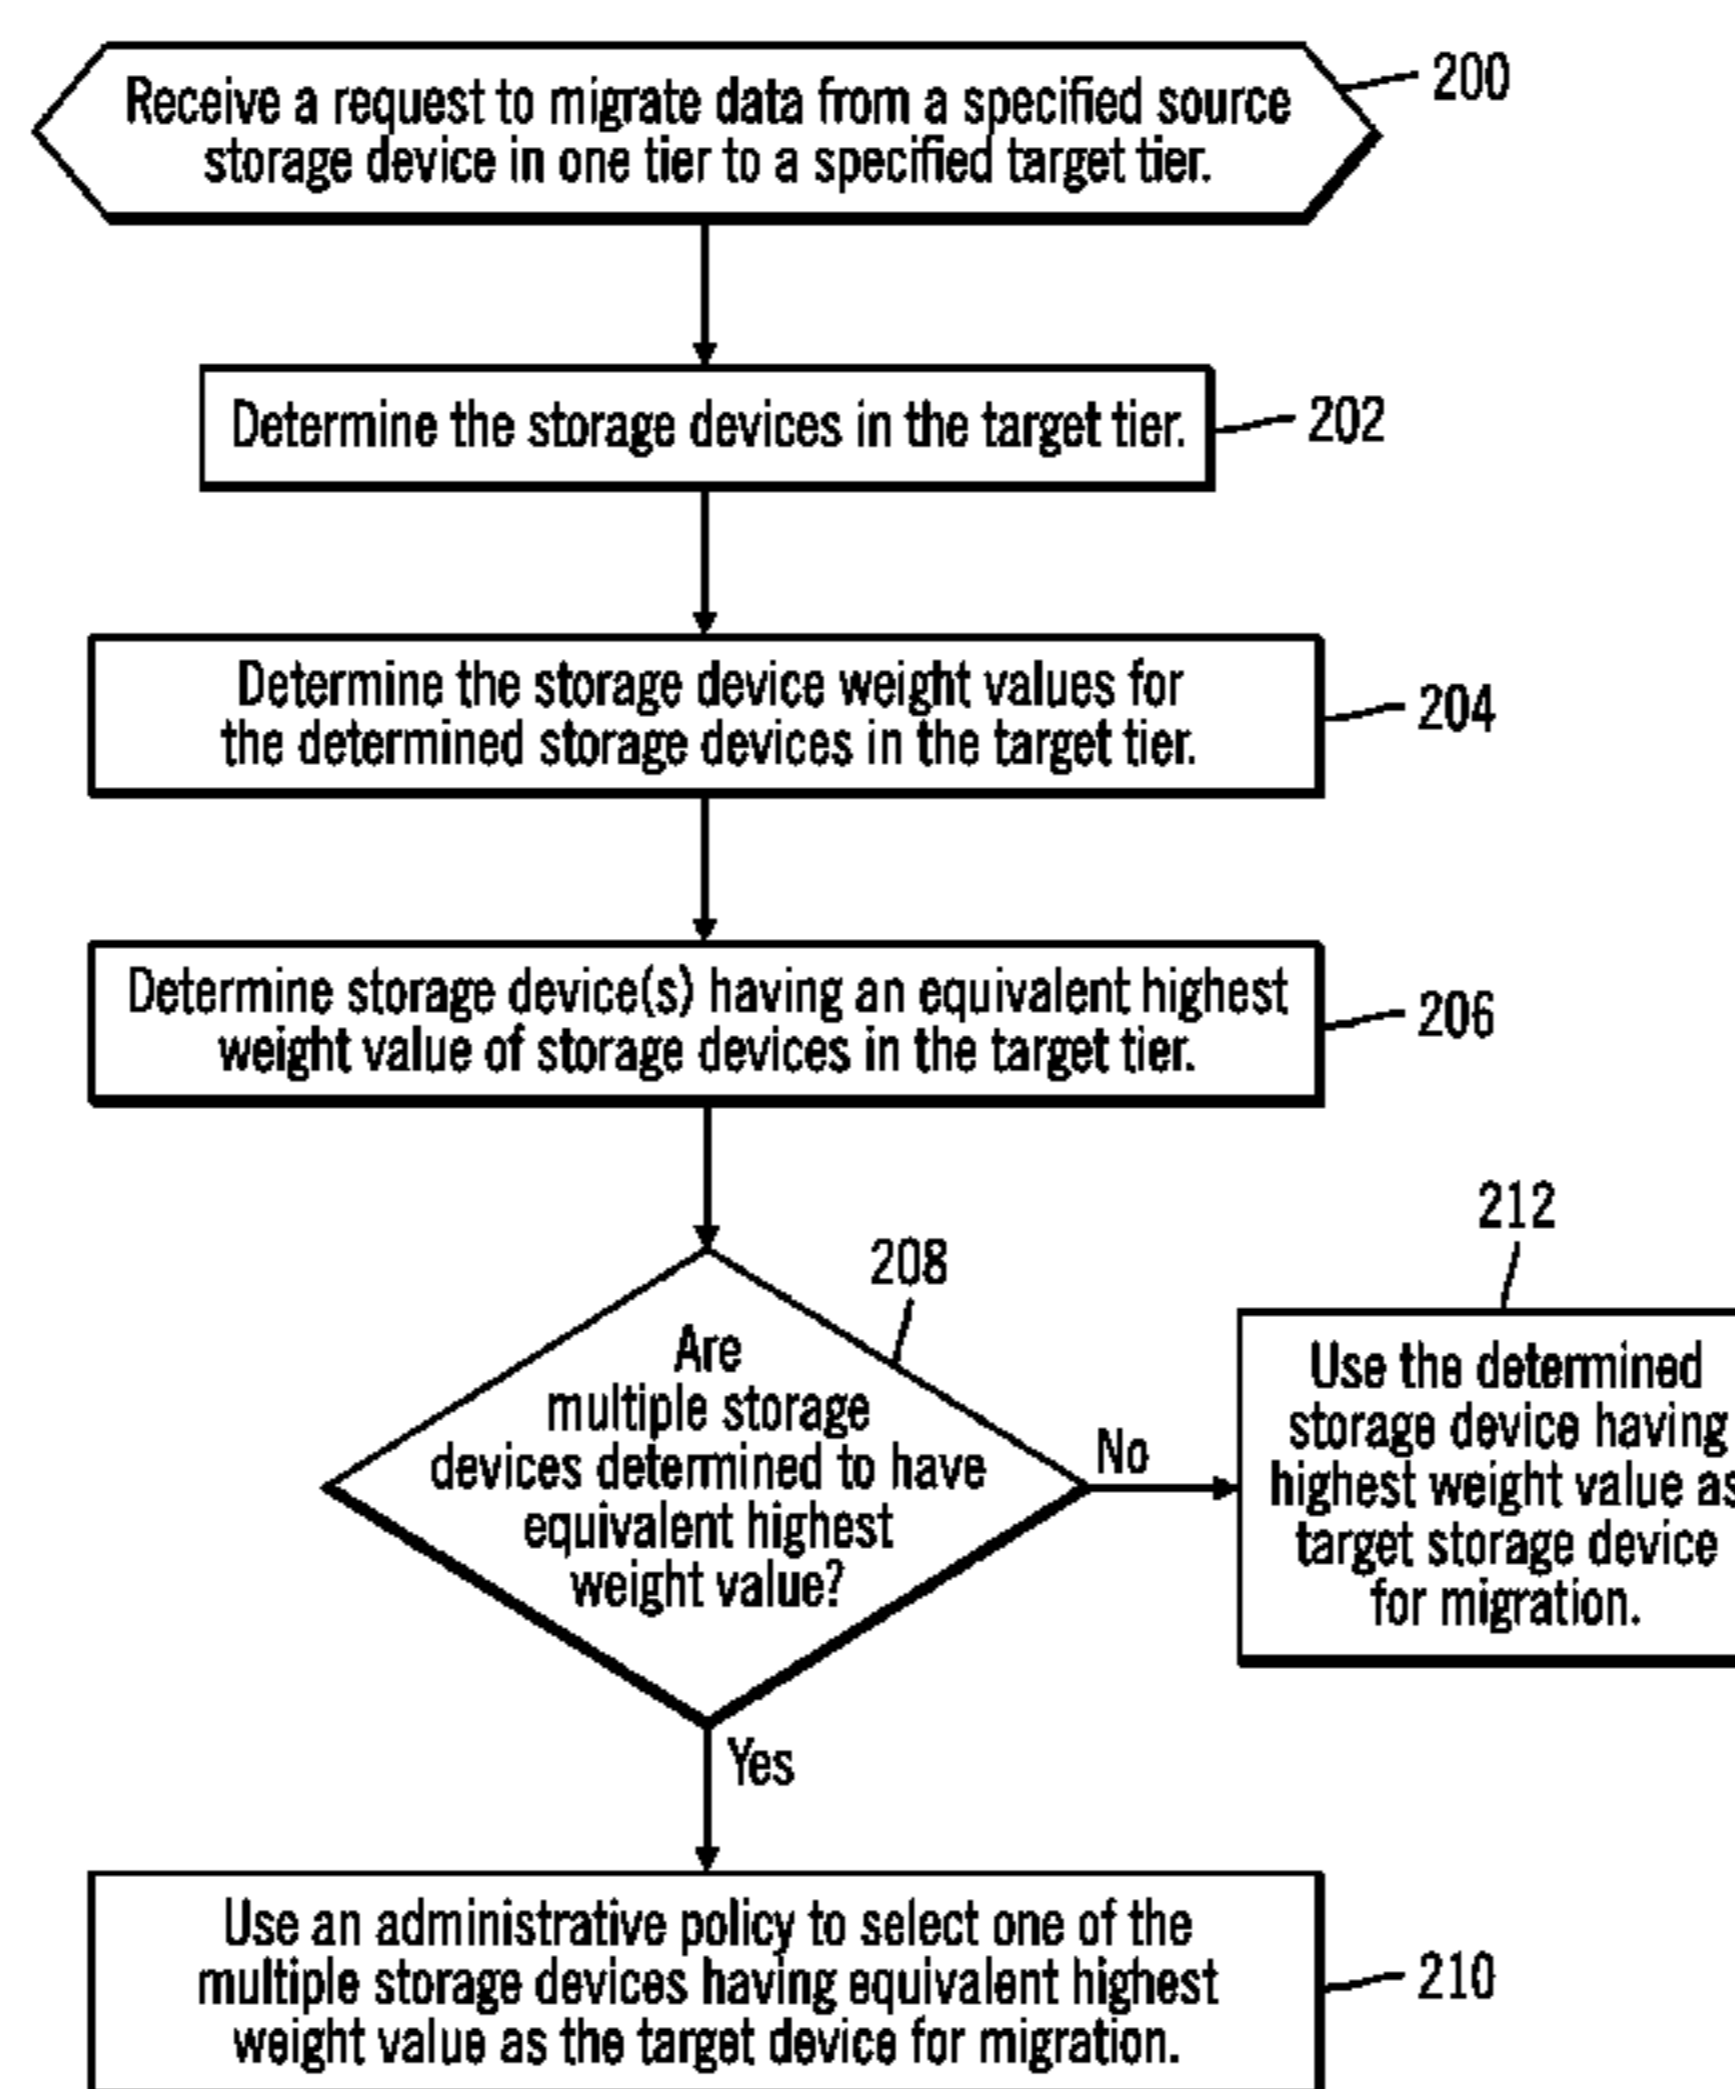 Receive a request to migrate data from a specified source
storage device in one tier to a specified target tier.
200
Determine the storage devices in the target tier.
202
Determine the storage device weight values for
the determined storage devices in the target tier.
204
Determine storage device(s) having an equivalent highest
weight value of storage devices in the target tier.
206
208
Are
multiple storage
devices determined to have
equivalent highest
weight value?
No
212
Use the determined
storage device having
highest weight value as
target storage device
for migration.
Yes
Use an administrative policy to select one of the
multiple storage devices having equivalent highest
weight value as the target device for migration.
210